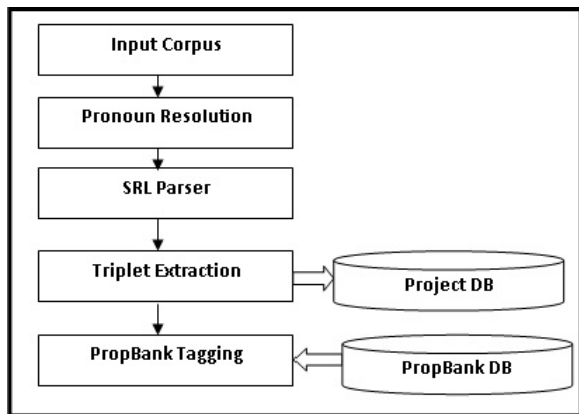 Input Corpus
Pronoun Resolution
SRL Parser
Triplet Extraction
Project DB
PropBank Tagging
PropBank DB